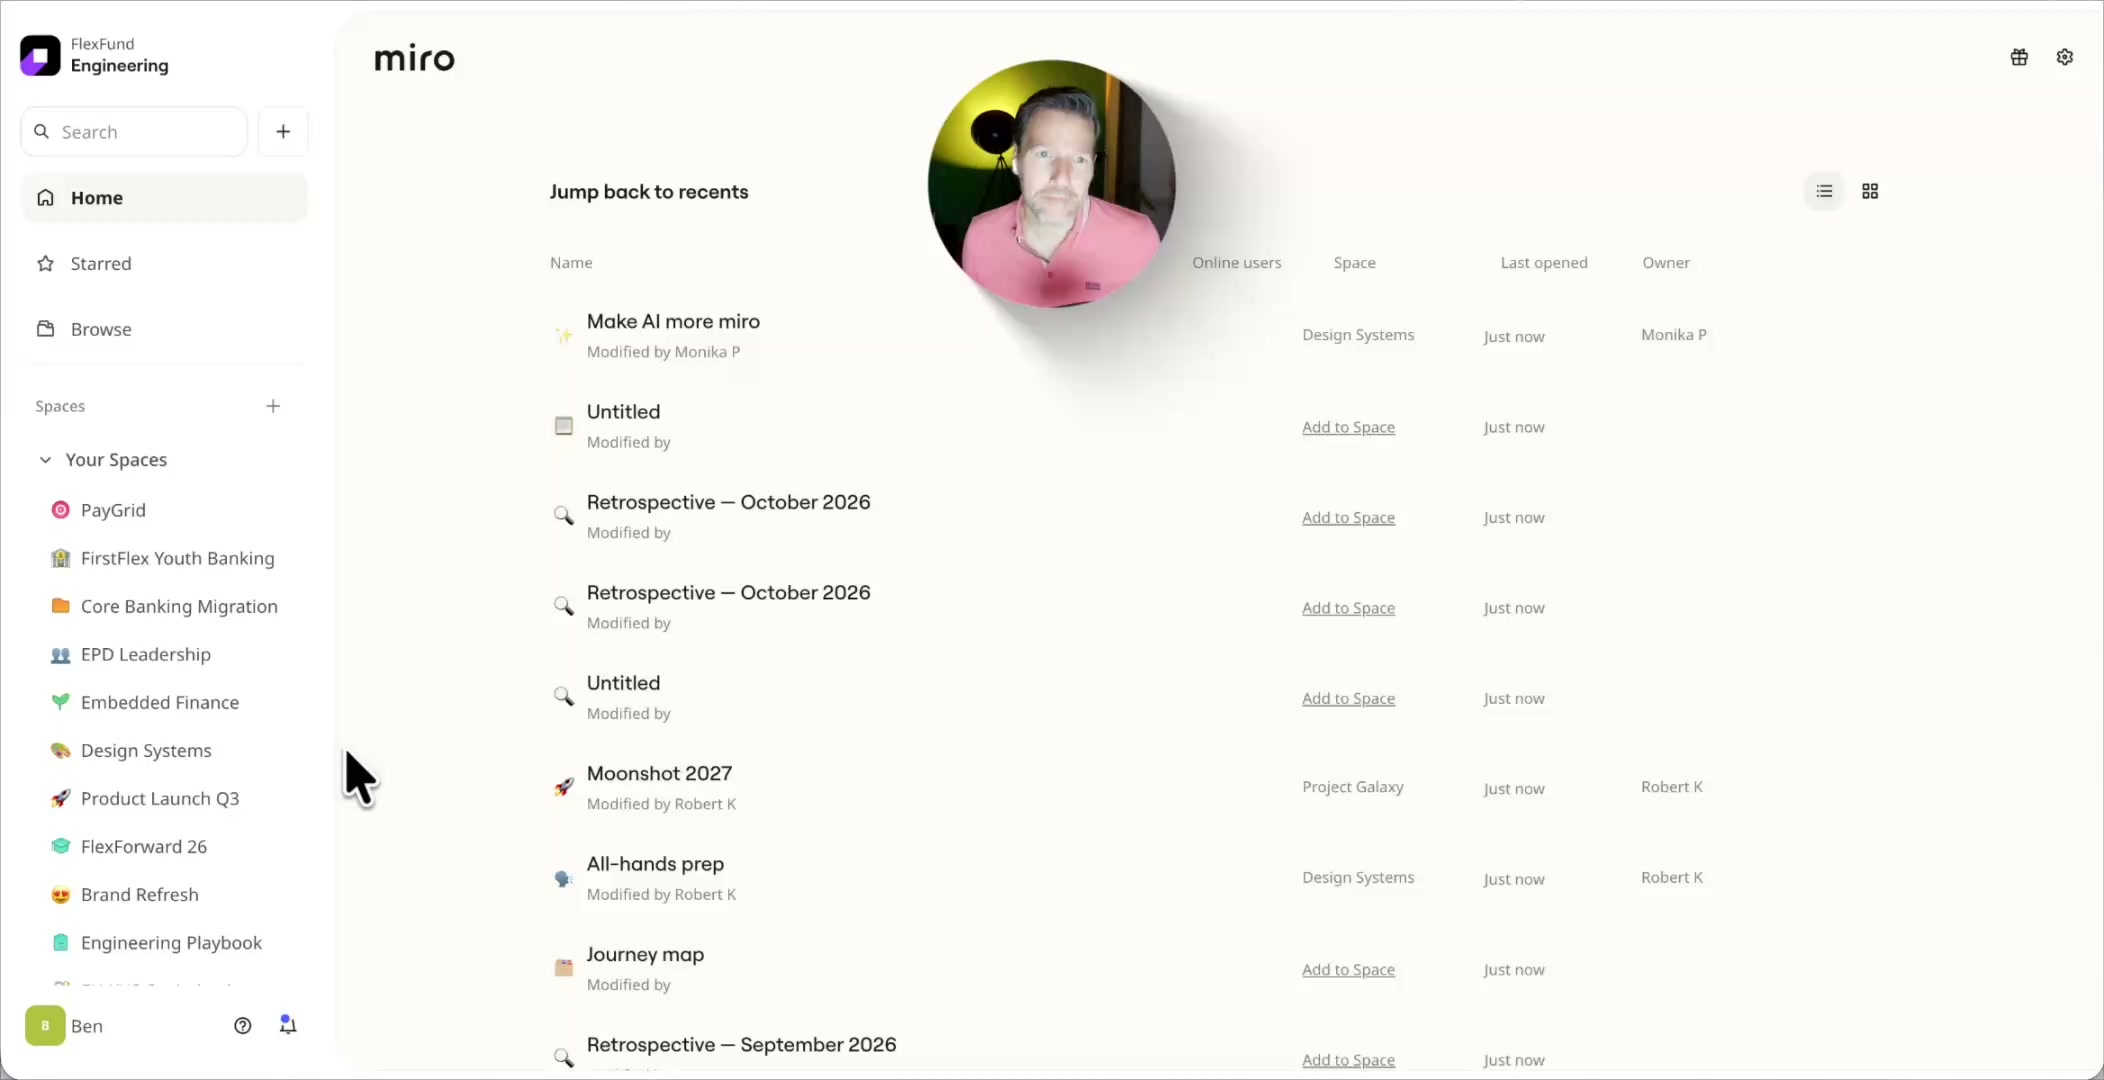 FlexFund
Engineering
Search
Home
Starred
Browse
Spaces
Your Spaces
PayGrid
FirstFlex Youth Banking
Core Banking Migration
EPD Leadership
Embedded Finance
Design Systems
Product Launch Q3
FlexForward 26
Brand Refresh
Engineering Playbook
B Ben
miro
Jump back to recents
Name Online users Space Last opened Owner
Make AI more miro
Modified by Monika P
Design Systems Just now Monika P
Untitled
Modified by
Add to Space Just now
Retrospective — October 2026
Modified by
Add to Space Just now
Retrospective — October 2026
Modified by
Add to Space Just now
Untitled
Modified by
Add to Space Just now
Moonshot 2027
Modified by Robert K
Project Galaxy Just now Robert K
All-hands prep
Modified by Robert K
Design Systems Just now Robert K
Journey map
Modified by
Add to Space Just now
Retrospective — September 2026
Add to Space Just now